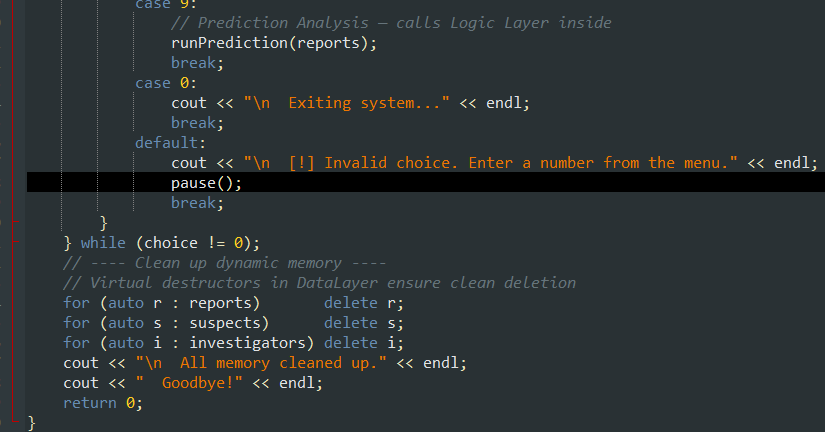 case 9:
// Prediction Analysis — calls Logic Layer inside
runPrediction(reports);
break;
case 0:
cout << "\n  Exiting system..." << endl;
break;
default:
cout << "\n  [!] Invalid choice. Enter a number from the menu." << endl;
pause();
break;
}
} while (choice != 0);
// ---- Clean up dynamic memory ----
// Virtual destructors in DataLayer ensure clean deletion
for (auto r : reports)       delete r;
for (auto s : suspects)      delete s;
for (auto i : investigators) delete i;
cout << "\n  All memory cleaned up." << endl;
cout << "  Goodbye!" << endl;
return 0;
}